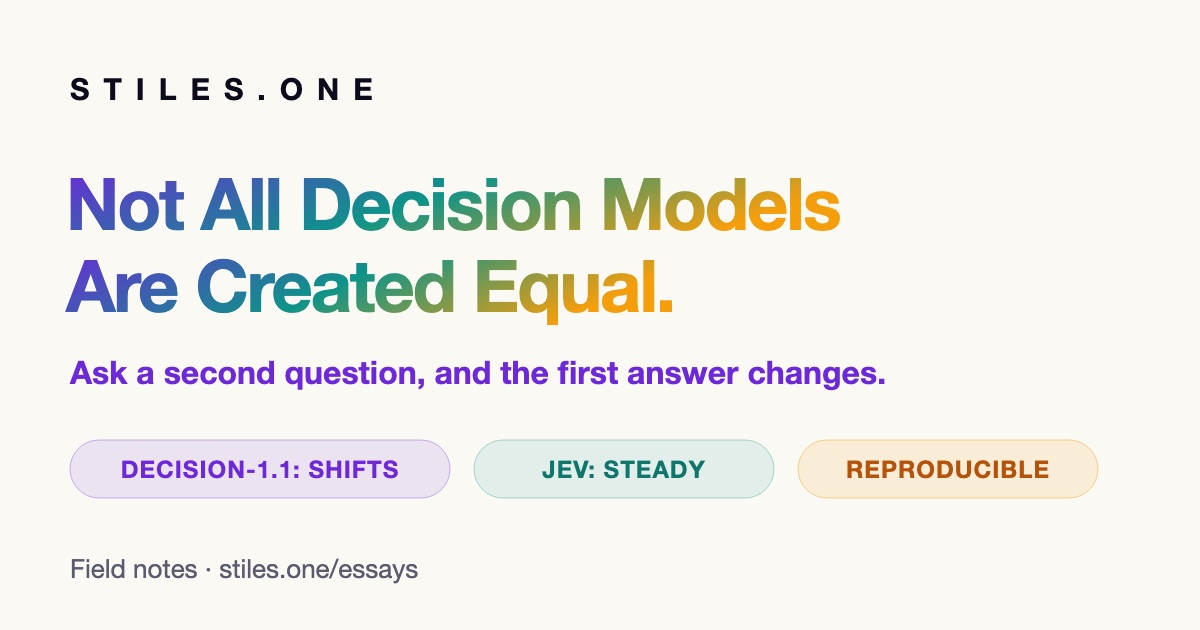 STILES.ONE
Not All Decision Models
Are Created Equal.
Ask a second question, and the first answer changes.
DECISION-1.1: SHIFTS
JEV: STEADY
REPRODUCIBLE
Field notes · stiles.one/essays